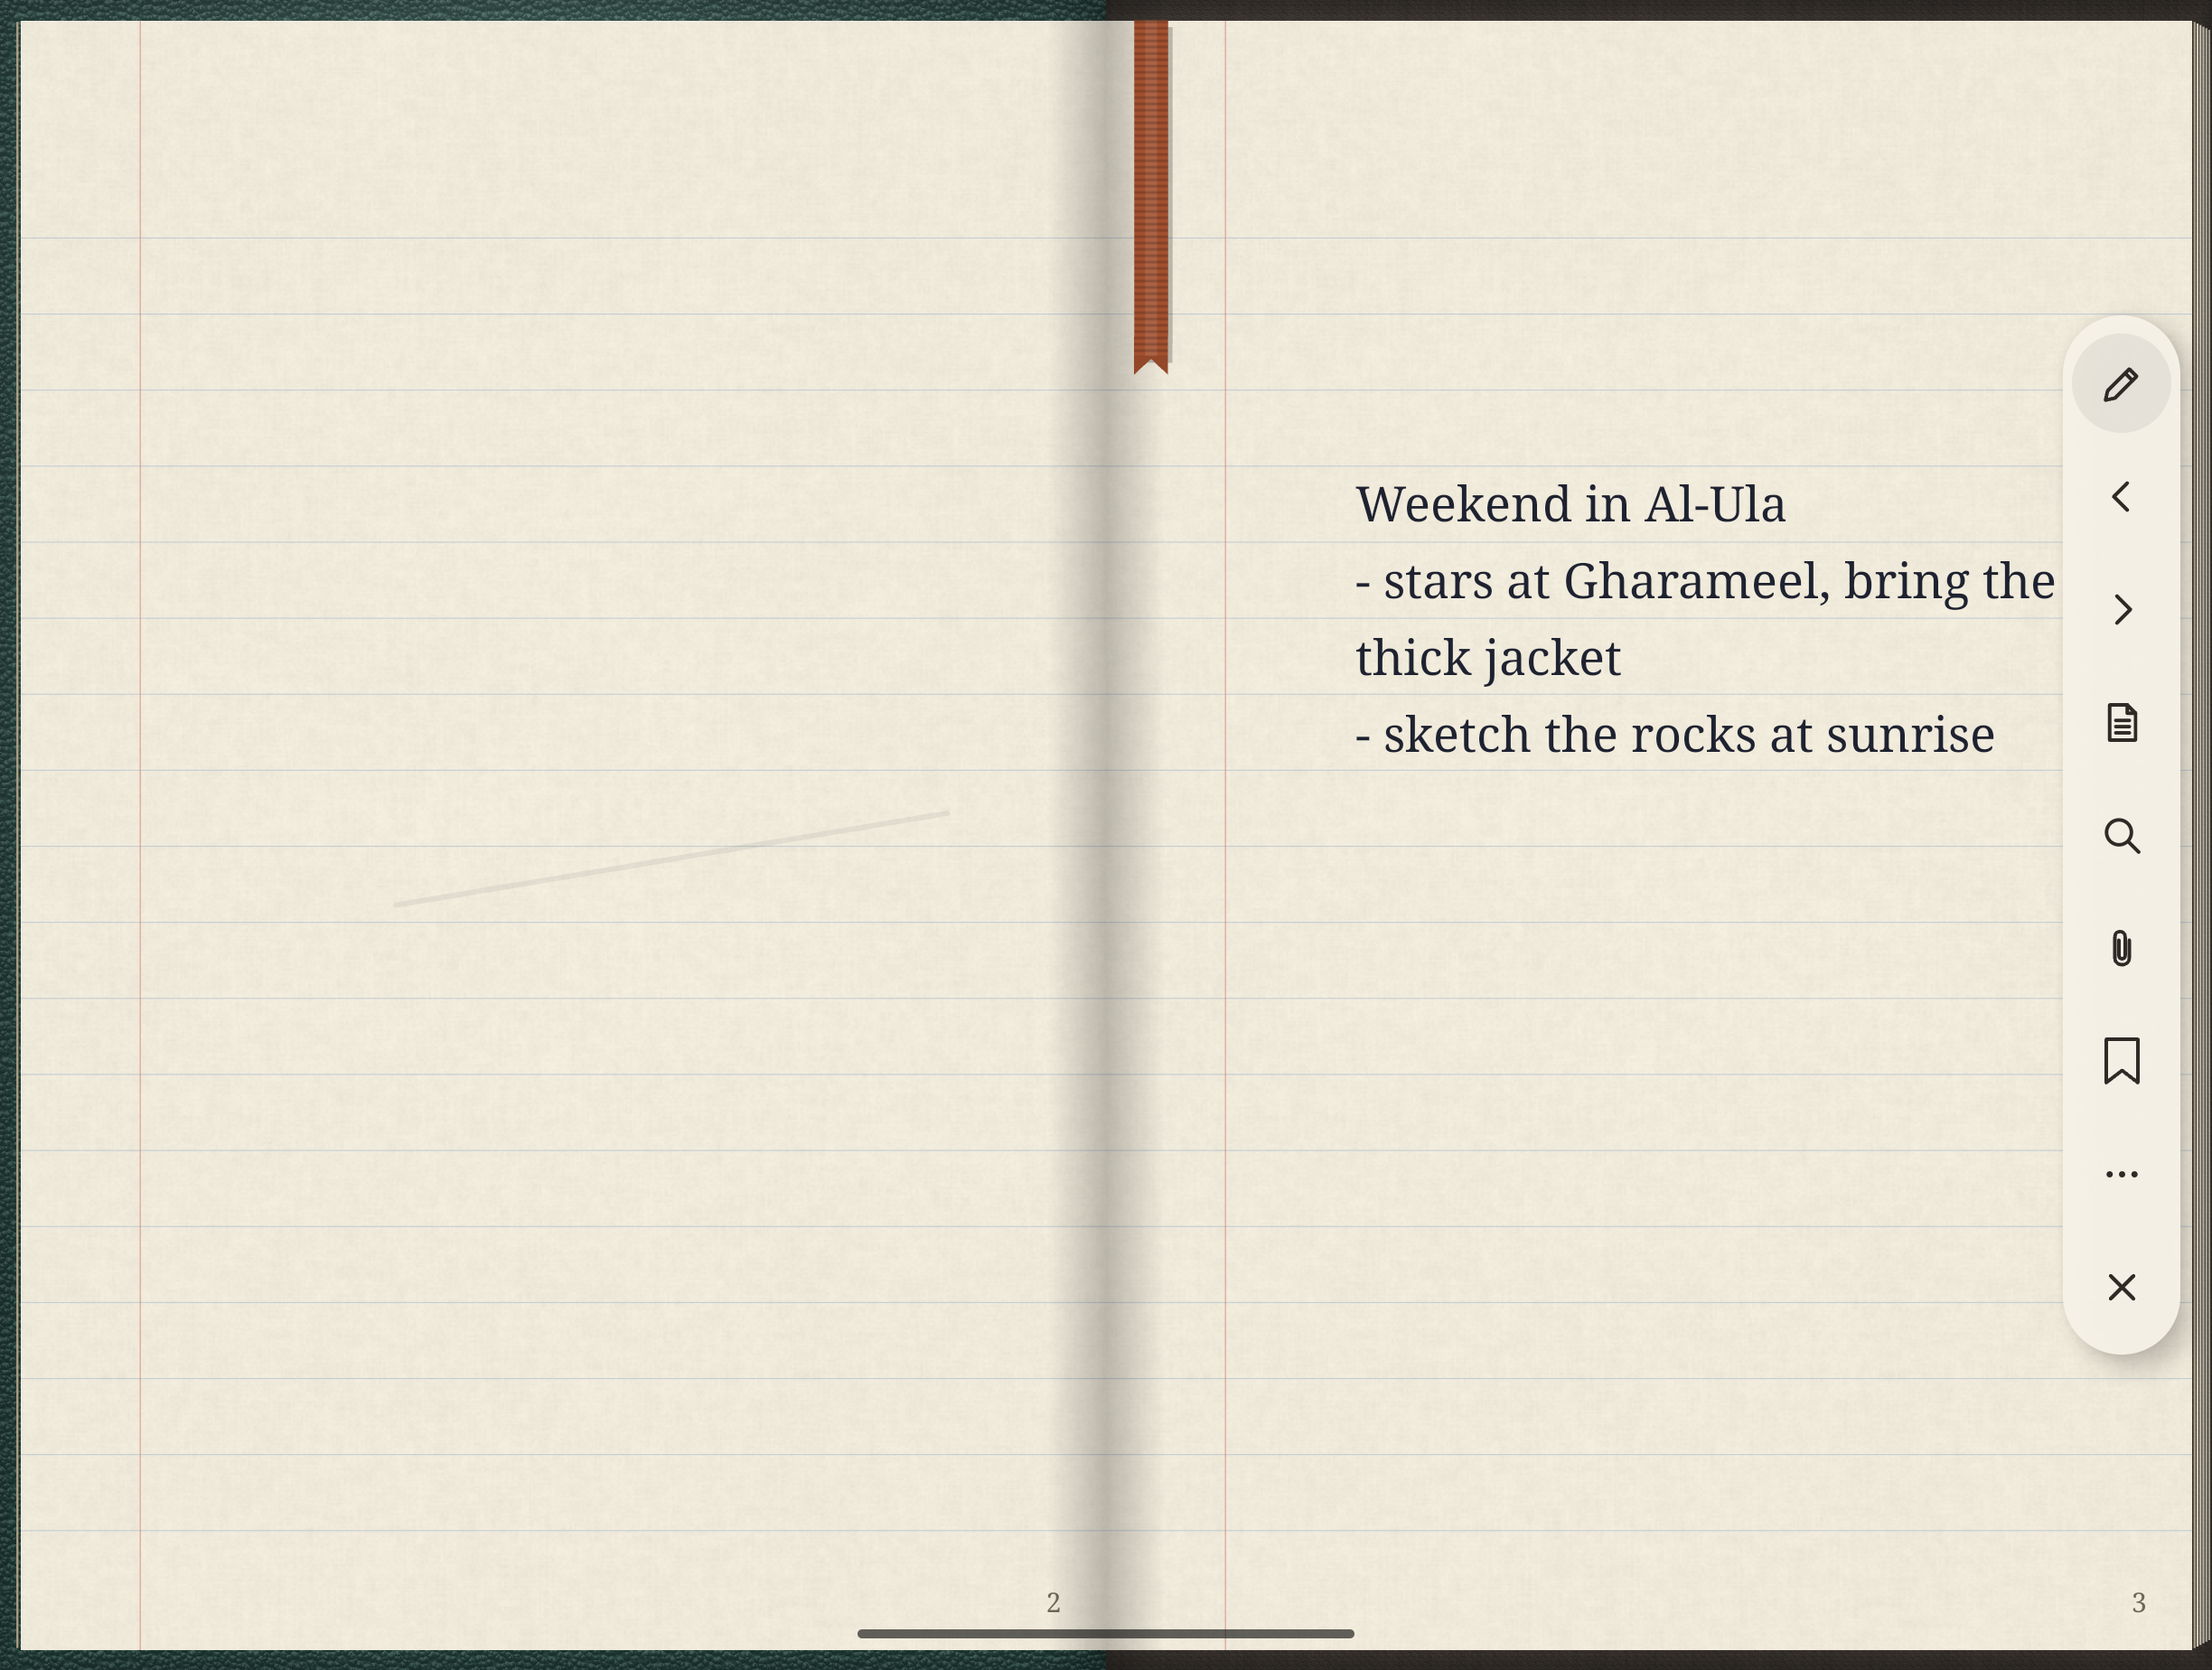 Weekend in Al-Ula
- stars at Gharameel, bring the
thick jacket
- sketch the rocks at sunrise
2
3